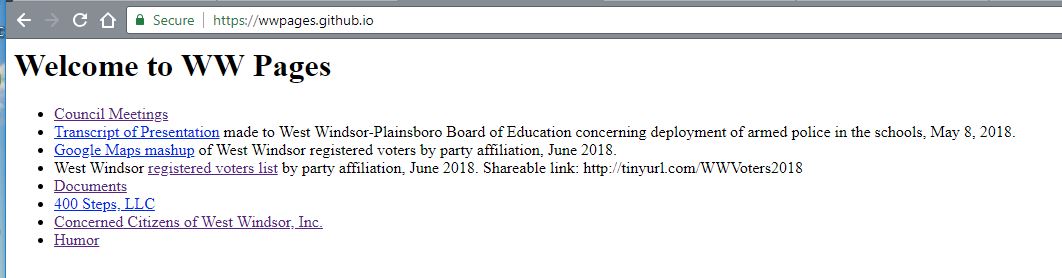 Secure https://wwpages.github.io
Welcome to WW Pages
Council Meetings
Transcript of Presentation made to West Windsor-Plainsboro Board of Education concerning deployment of armed police in the schools, May 8, 2018.
Google Maps mashup of West Windsor registered voters by party affiliation, June 2018.
West Windsor registered voters list by party affiliation, June 2018. Shareable link: http://tinyurl.com/WWVoters2018
Documents
400 Steps, LLC
Concerned Citizens of West Windsor, Inc.
Humor